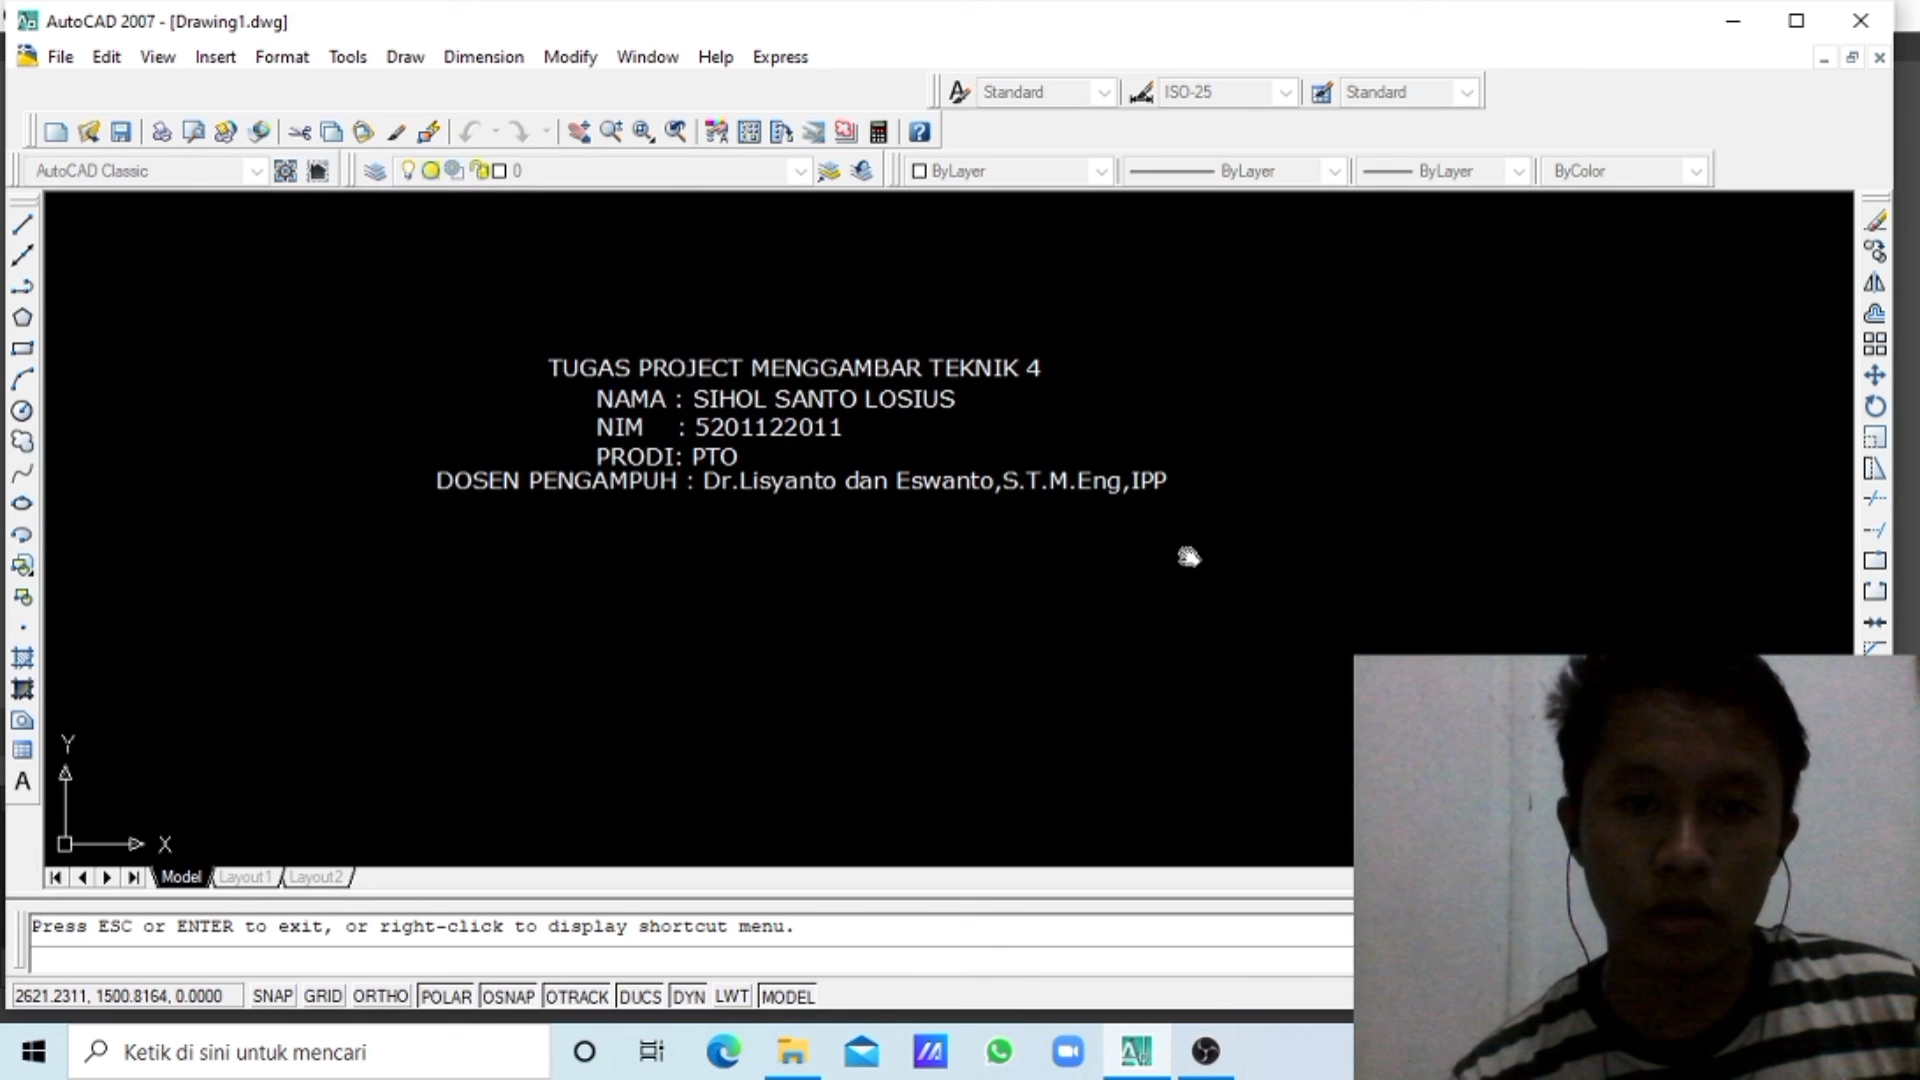 AutoCAD 2007 - [Drawing1.dwg]
File Edit View Insert Format Tools Draw Dimension Modify Window Help Express
Standard ISO-25 Standard
AutoCAD Classic 0 ByLayer ByLayer ByLayer ByColor
TUGAS PROJECT MENGGAMBAR TEKNIK 4
NAMA : SIHOL SANTO LOSIUS
NIM : 5201122011
PRODI: PTO
DOSEN PENGAMPUH : Dr.Lisyanto dan Eswanto,S.T.M.Eng,IPP
Y
X
A
Model Layout1 Layout2
Press ESC or ENTER to exit, or right-click to display shortcut menu.
2621.2311, 1500.8164, 0.0000 SNAP GRID ORTHO POLAR OSNAP OTRACK DUCS DYN LWT MODEL
Ketik di sini untuk mencari